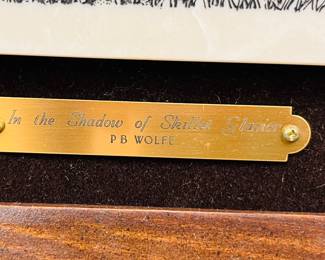 In the Shadow of Skillet Glacier
P B WOLFE